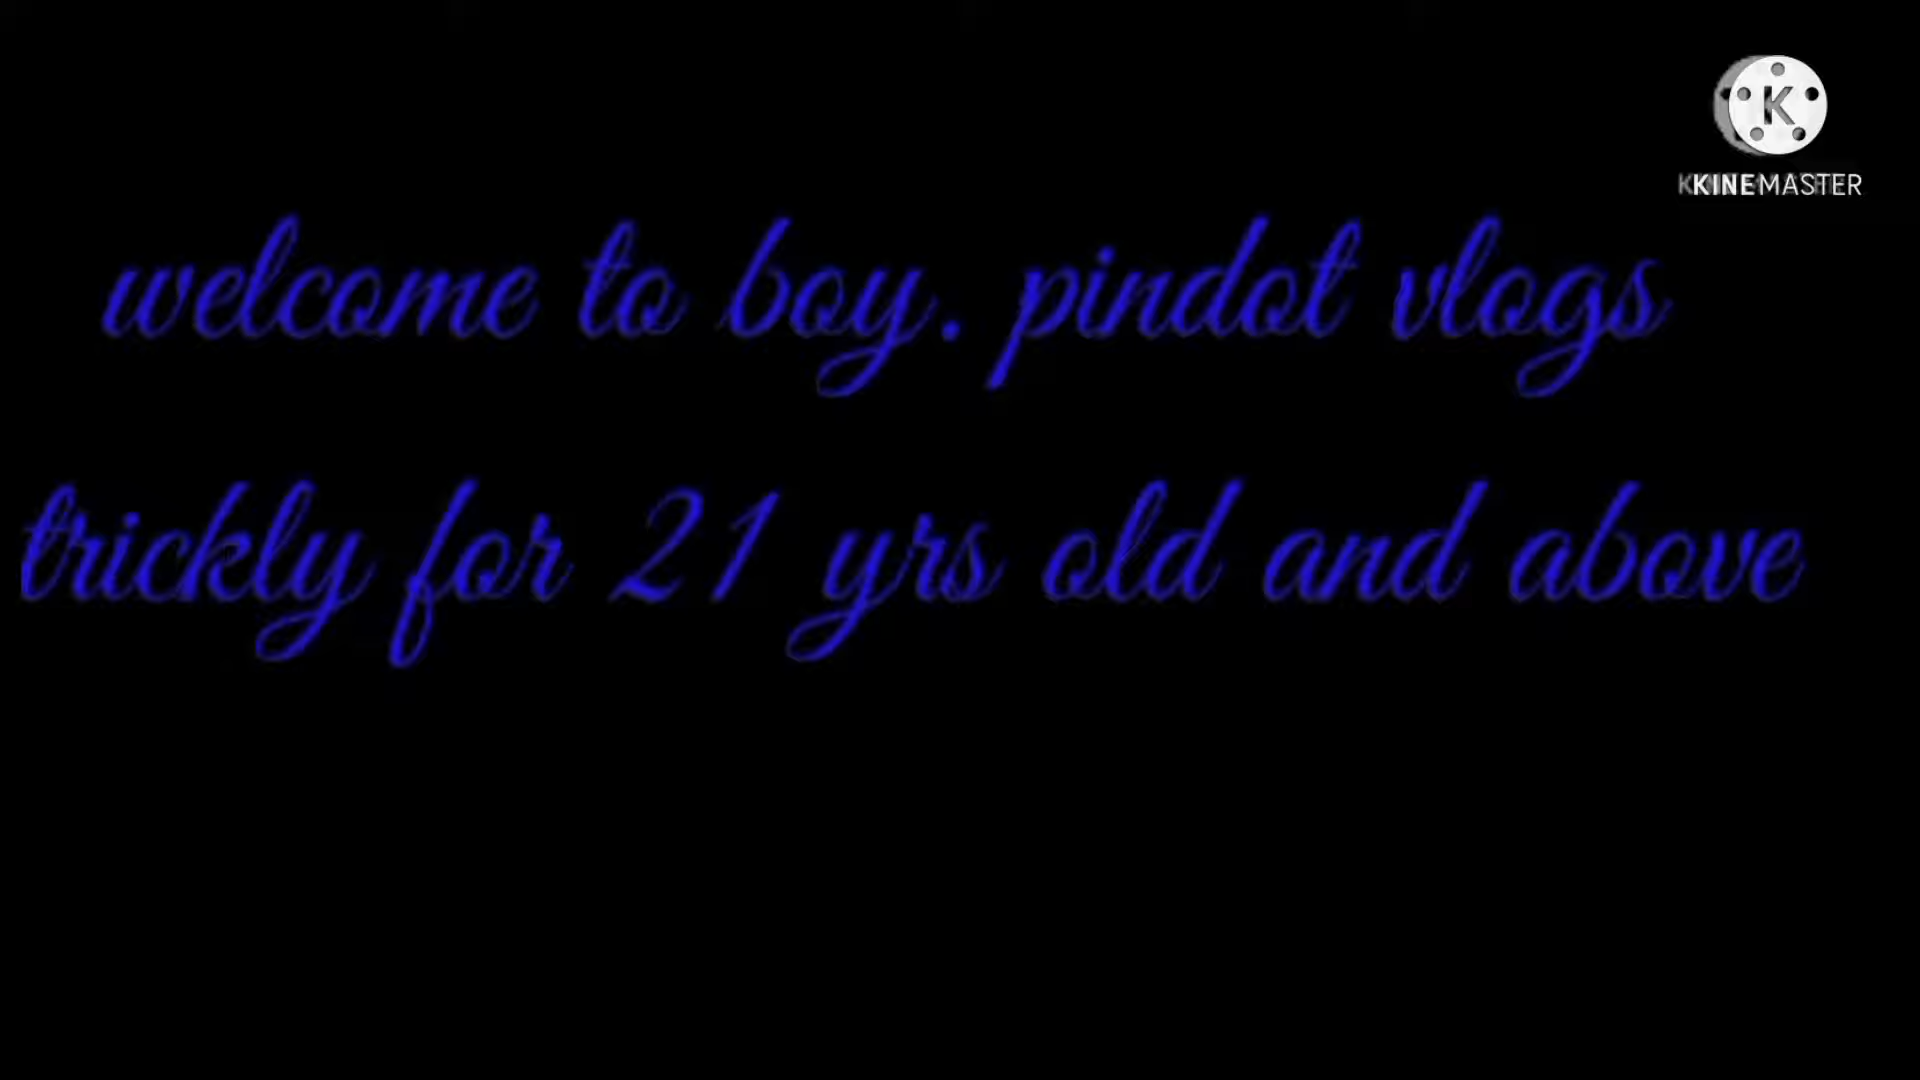 KINEMASTER
welcome to boy. pindot vlogs
trickly for 21 yrs old and above